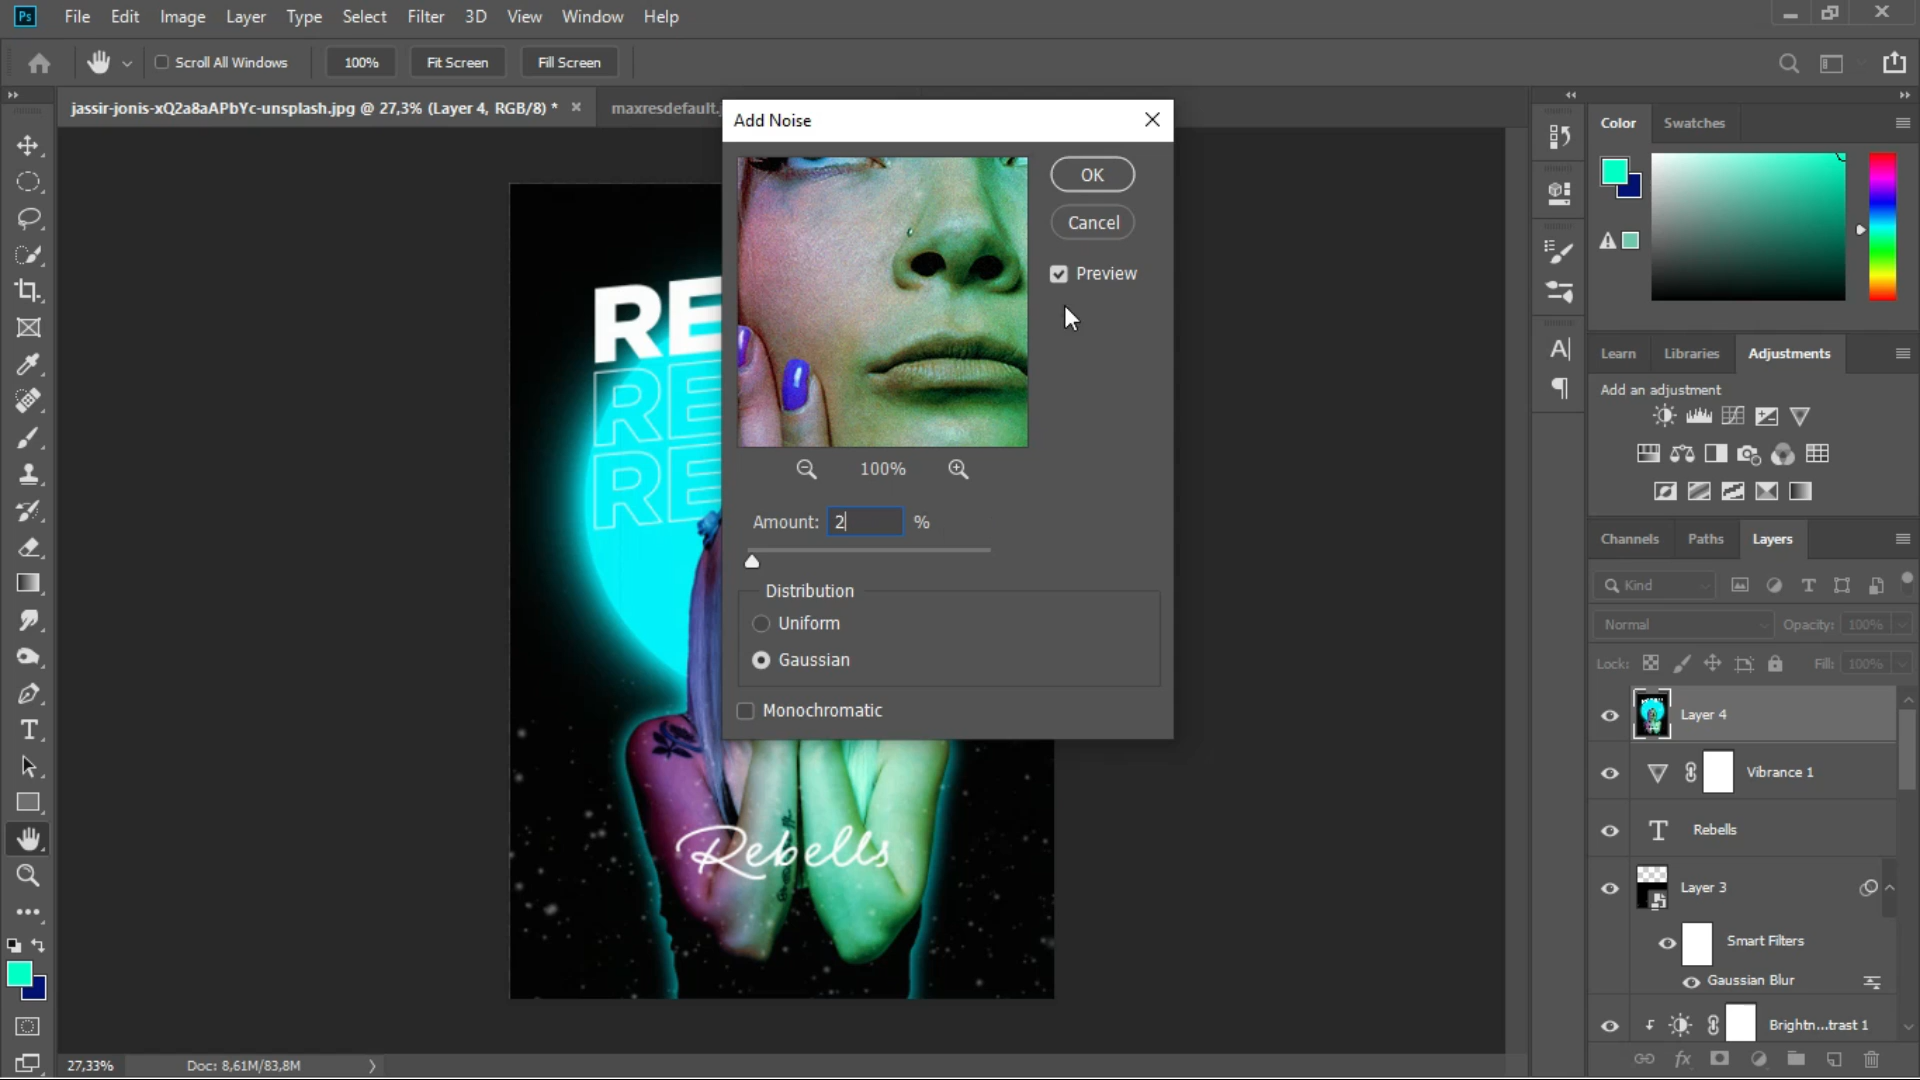 Ps File Edit Image Layer Type Select Filter 3D View Window Help
Scroll All Windows 100% Fit Screen Fill Screen
jassir-jonis-xQ2a8aAPbYc-unsplash.jpg @ 27,3% (Layer 4, RGB/8) * × maxresdefault.
Add Noise
OK
Cancel
Preview
100%
Amount: 2 %
Distribution
Uniform
Gaussian
Monochromatic
RE
RE
RE
Rebells
Color Swatches
Learn Libraries Adjustments
Add an adjustment
Channels Paths Layers
Kind
Normal Opacity: 100%
Lock: Fill: 100%
Layer 4
Vibrance 1
T Rebells
Layer 3
Smart Filters
Gaussian Blur
Brightn...trast 1
fx
27,33% Doc: 8,61M/83,8M